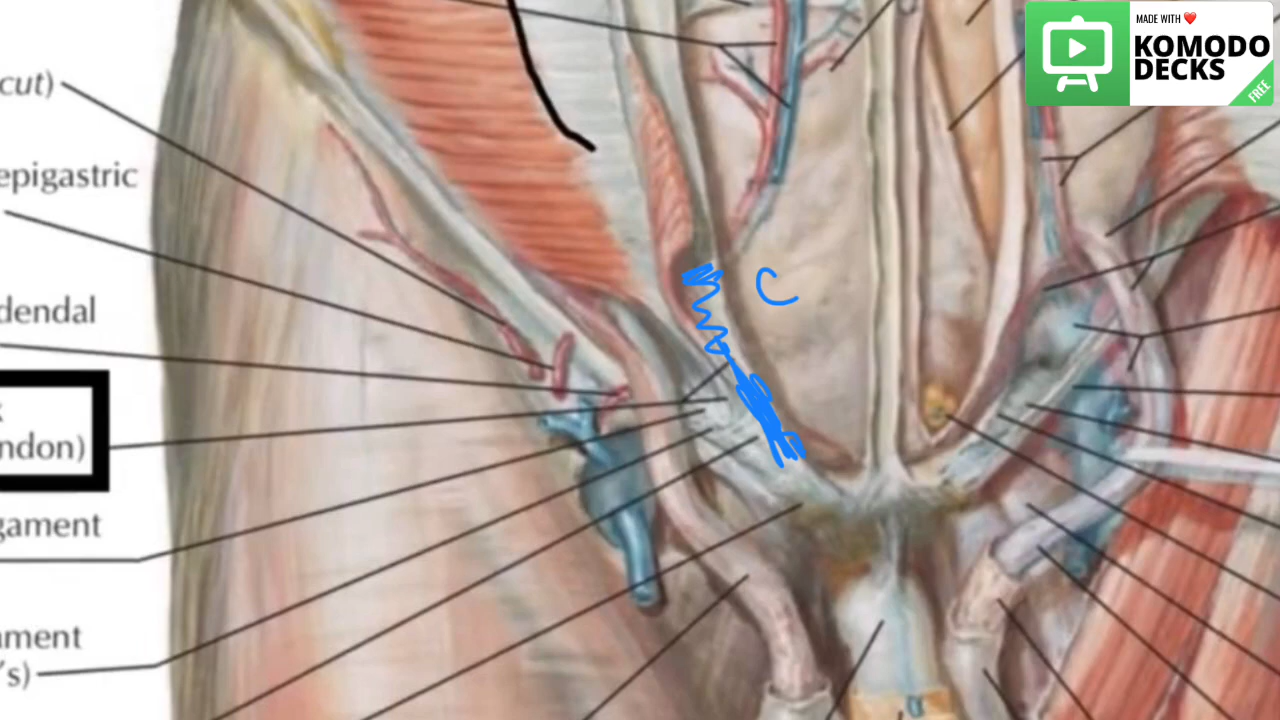 cut)
epigastric
dendal
ndon)
gament
ament
's)
C
MADE WITH
KOMODO
DECKS
FREE